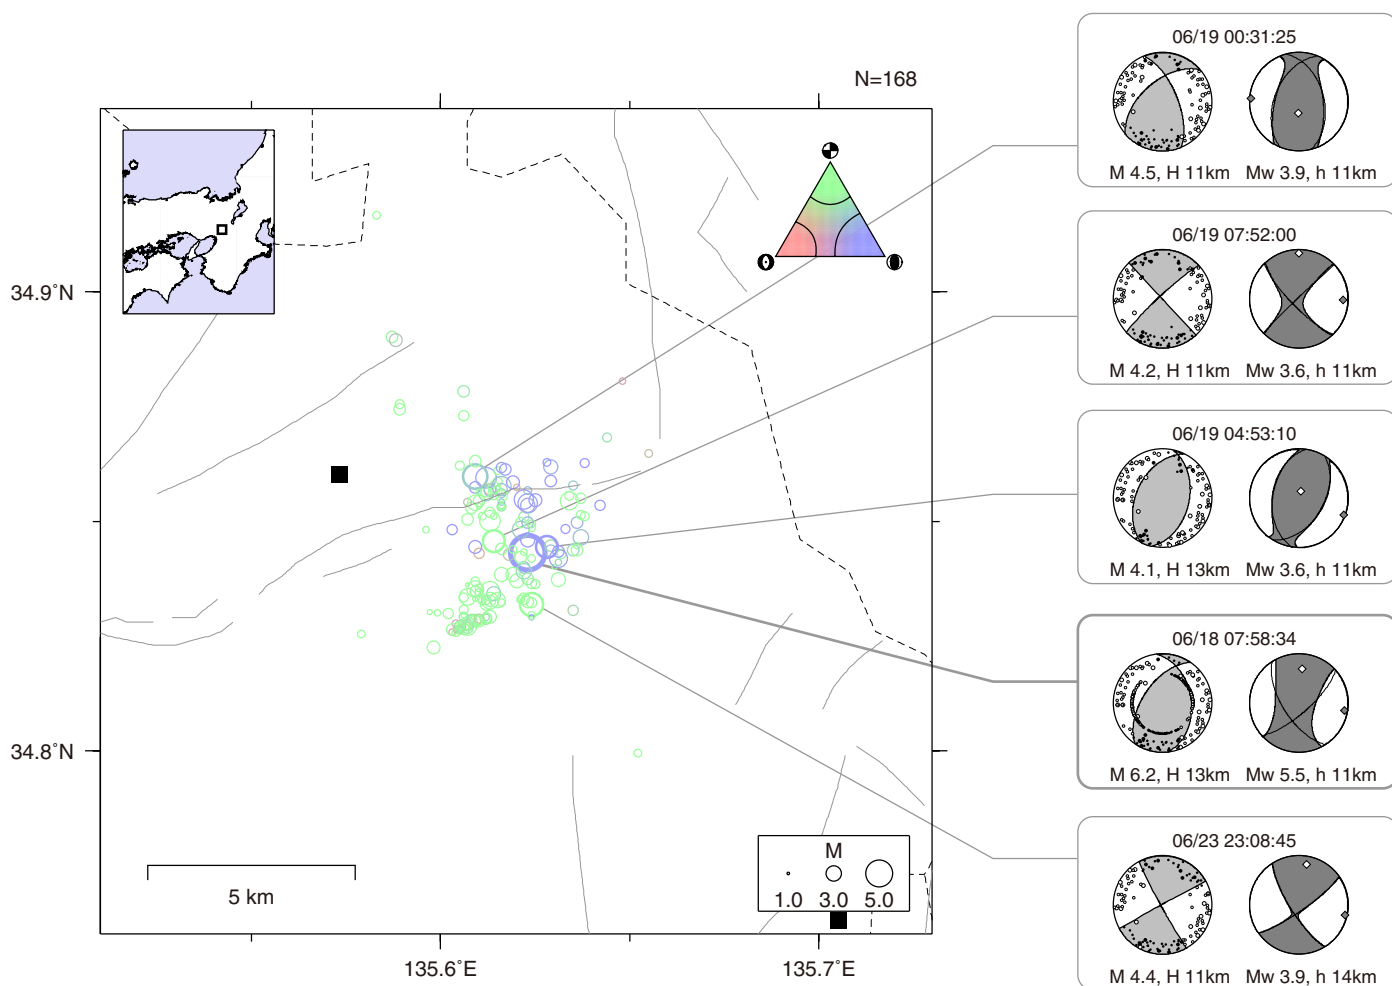 N=168
34.9°N
34.8°N
5 km
M
1.0 3.0 5.0
135.6°E 135.7°E
06/19 00:31:25
M 4.5, H 11km Mw 3.9, h 11km
06/19 07:52:00
M 4.2, H 11km Mw 3.6, h 11km
06/19 04:53:10
M 4.1, H 13km Mw 3.6, h 11km
06/18 07:58:34
M 6.2, H 13km Mw 5.5, h 11km
06/23 23:08:45
M 4.4, H 11km Mw 3.9, h 14km